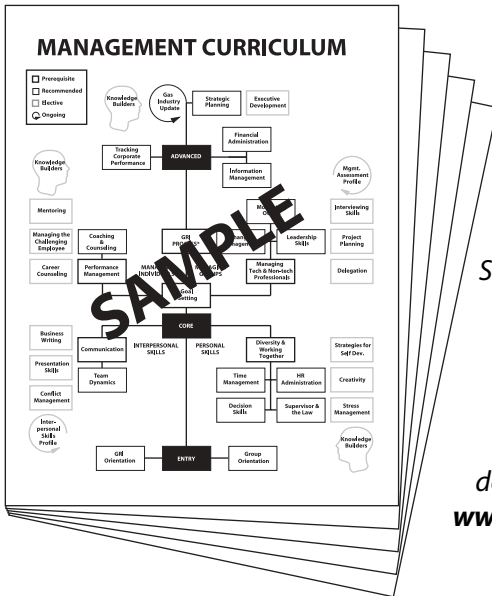 MANAGEMENT CURRICULUM
Prerequisite
Recommended
Elective
Ongoing
Knowledge
Builders
Gas
Industry
Update
Strategic
Planning
Executive
Development
Financial
Administration
Tracking
Corporate
Performance
ADVANCED
Information
Management
Knowledge
Builders
Mgmt.
Assessment
Profile
Mentoring
Interviewing
Skills
Managing the
Challenging
Employee
Coaching
&
Counseling
GRI
Leadership
Skills
Project
Planning
Career
Counseling
Performance
Management
Managing
Tech & Non-tech
Professionals
Delegation
SAMPLE
CORE
Business
Writing
Communication
INTERPERSONAL
SKILLS
PERSONAL
SKILLS
Diversity &
Working
Together
Strategies for
Self Dev.
Presentation
Skills
Team
Dynamics
Time
Management
HR
Administration
Creativity
Conflict
Management
Decision
Skills
Supervisor &
the Law
Stress
Management
Inter-
personal
Skills
Profile
GRI
Orientation
ENTRY
Group
Orientation
Knowledge
Builders
S
de
ww